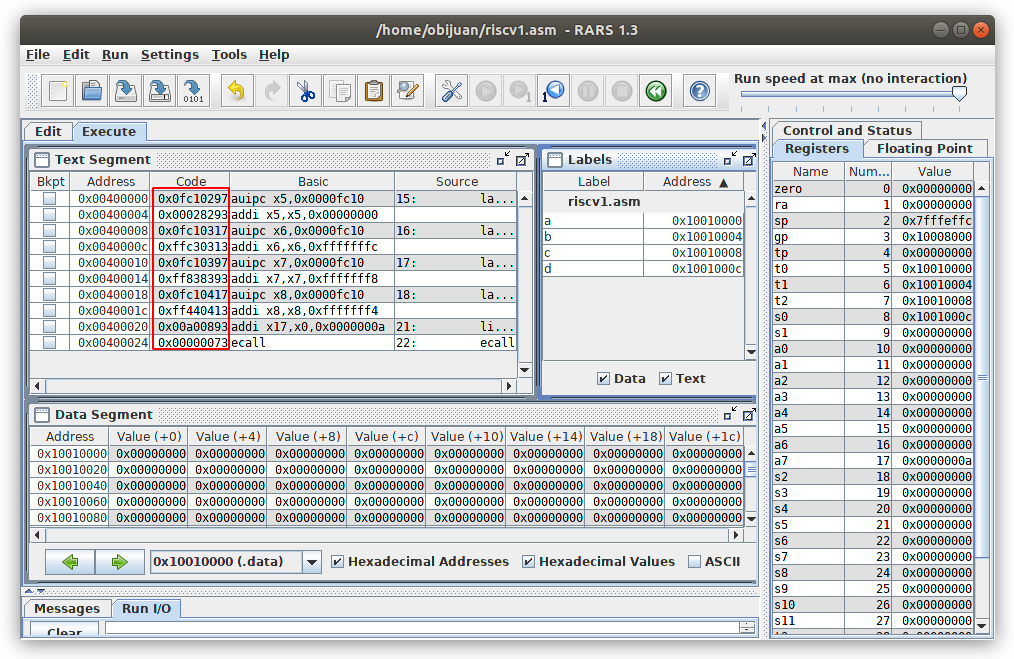 /home/obijuan/riscv1.asm - RARS 1.3
File Edit Run Settings Tools Help
Run speed at max (no interaction)
0101
1
1
Edit Execute
Text Segment
Bkpt Address Code Basic Source
0x00400000 0x0fc10297 auipc x5,0x0000fc10 15: la...
0x00400004 0x00028293 addi x5,x5,0x00000000
0x00400008 0x0fc10317 auipc x6,0x0000fc10 16: la...
0x0040000c 0xffc30313 addi x6,x6,0xfffffffc
0x00400010 0x0fc10397 auipc x7,0x0000fc10 17: la...
0x00400014 0xff838393 addi x7,x7,0xfffffff8
0x00400018 0x0fc10417 auipc x8,0x0000fc10 18: la...
0x0040001c 0xff440413 addi x8,x8,0xfffffff4
0x00400020 0x00a00893 addi x17,x0,0x0000000a 21: li...
0x00400024 0x00000073 ecall 22: ecall
Labels
Label Address ▲
riscv1.asm
a 0x10010000
b 0x10010004
c 0x10010008
d 0x1001000c
Data Text
Data Segment
Address Value (+0) Value (+4) Value (+8) Value (+c) Value (+10) Value (+14) Value (+18) Value (+1c)
0x10010000 0x00000000 0x00000000 0x00000000 0x00000000 0x00000000 0x00000000 0x00000000 0x00000000
0x10010020 0x00000000 0x00000000 0x00000000 0x00000000 0x00000000 0x00000000 0x00000000 0x00000000
0x10010040 0x00000000 0x00000000 0x00000000 0x00000000 0x00000000 0x00000000 0x00000000 0x00000000
0x10010060 0x00000000 0x00000000 0x00000000 0x00000000 0x00000000 0x00000000 0x00000000 0x00000000
0x10010080 0x00000000 0x00000000 0x00000000 0x00000000 0x00000000 0x00000000 0x00000000 0x00000000
0x10010000 (.data) Hexadecimal Addresses Hexadecimal Values ASCII
Messages Run I/O
Clear
Control and Status
Registers Floating Point
Name Num... Value
zero 0 0x00000000
ra 1 0x00000000
sp 2 0x7fffeffc
gp 3 0x10008000
tp 4 0x00000000
t0 5 0x10010000
t1 6 0x10010004
t2 7 0x10010008
s0 8 0x1001000c
s1 9 0x00000000
a0 10 0x00000000
a1 11 0x00000000
a2 12 0x00000000
a3 13 0x00000000
a4 14 0x00000000
a5 15 0x00000000
a6 16 0x00000000
a7 17 0x0000000a
s2 18 0x00000000
s3 19 0x00000000
s4 20 0x00000000
s5 21 0x00000000
s6 22 0x00000000
s7 23 0x00000000
s8 24 0x00000000
s9 25 0x00000000
s10 26 0x00000000
s11 27 0x00000000